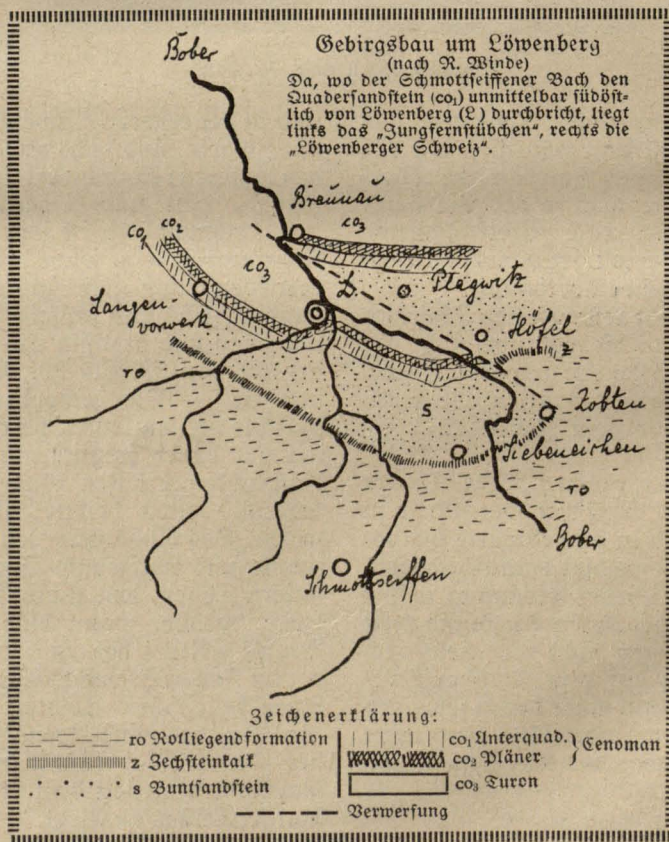 Gebirgsbau um Löwenberg
(nach R. Winde)
Da, wo der Schmottseiffener Bach den
Quadersandstein (co₁) unmittelbar südöst-
lich von Löwenberg (L) durchbricht, liegt
links das „Jungfernstübchen“, rechts die
„Löwenberger Schweiz“.
Bober
Braunau
co₃
co₂
co₁
co₃
L.
Plagwitz
Langen-
vorwerk
Höfel
z
ro
Zobten
s
Siebeneichen
ro
Bober
Schmottseiffen
Zeichenerklärung:
ro Rotliegendformation
z Zechsteinkalk
s Buntsandstein
co₁ Unterquad.
co₂ Pläner
} Cenoman
co₃ Turon
Verwerfung